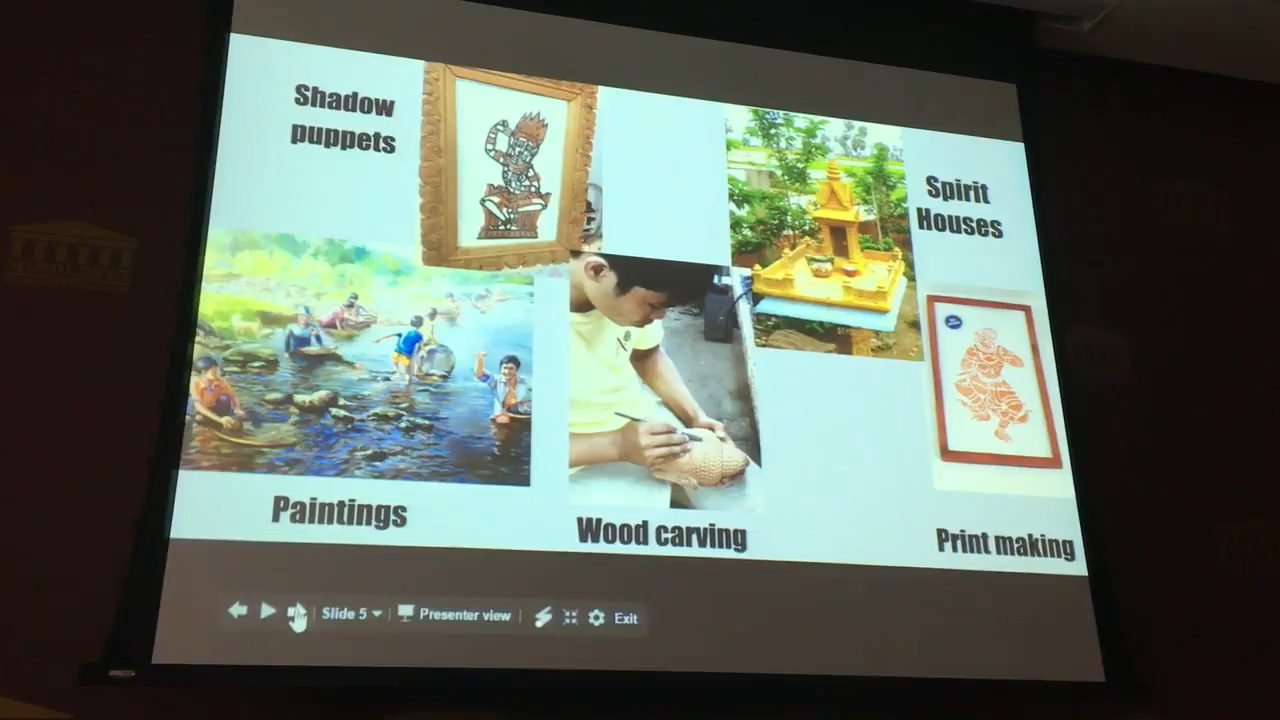 Shadow
puppets
Spirit
Houses
Paintings
Wood carving
Print making
Slide 5
Presenter view
Exit